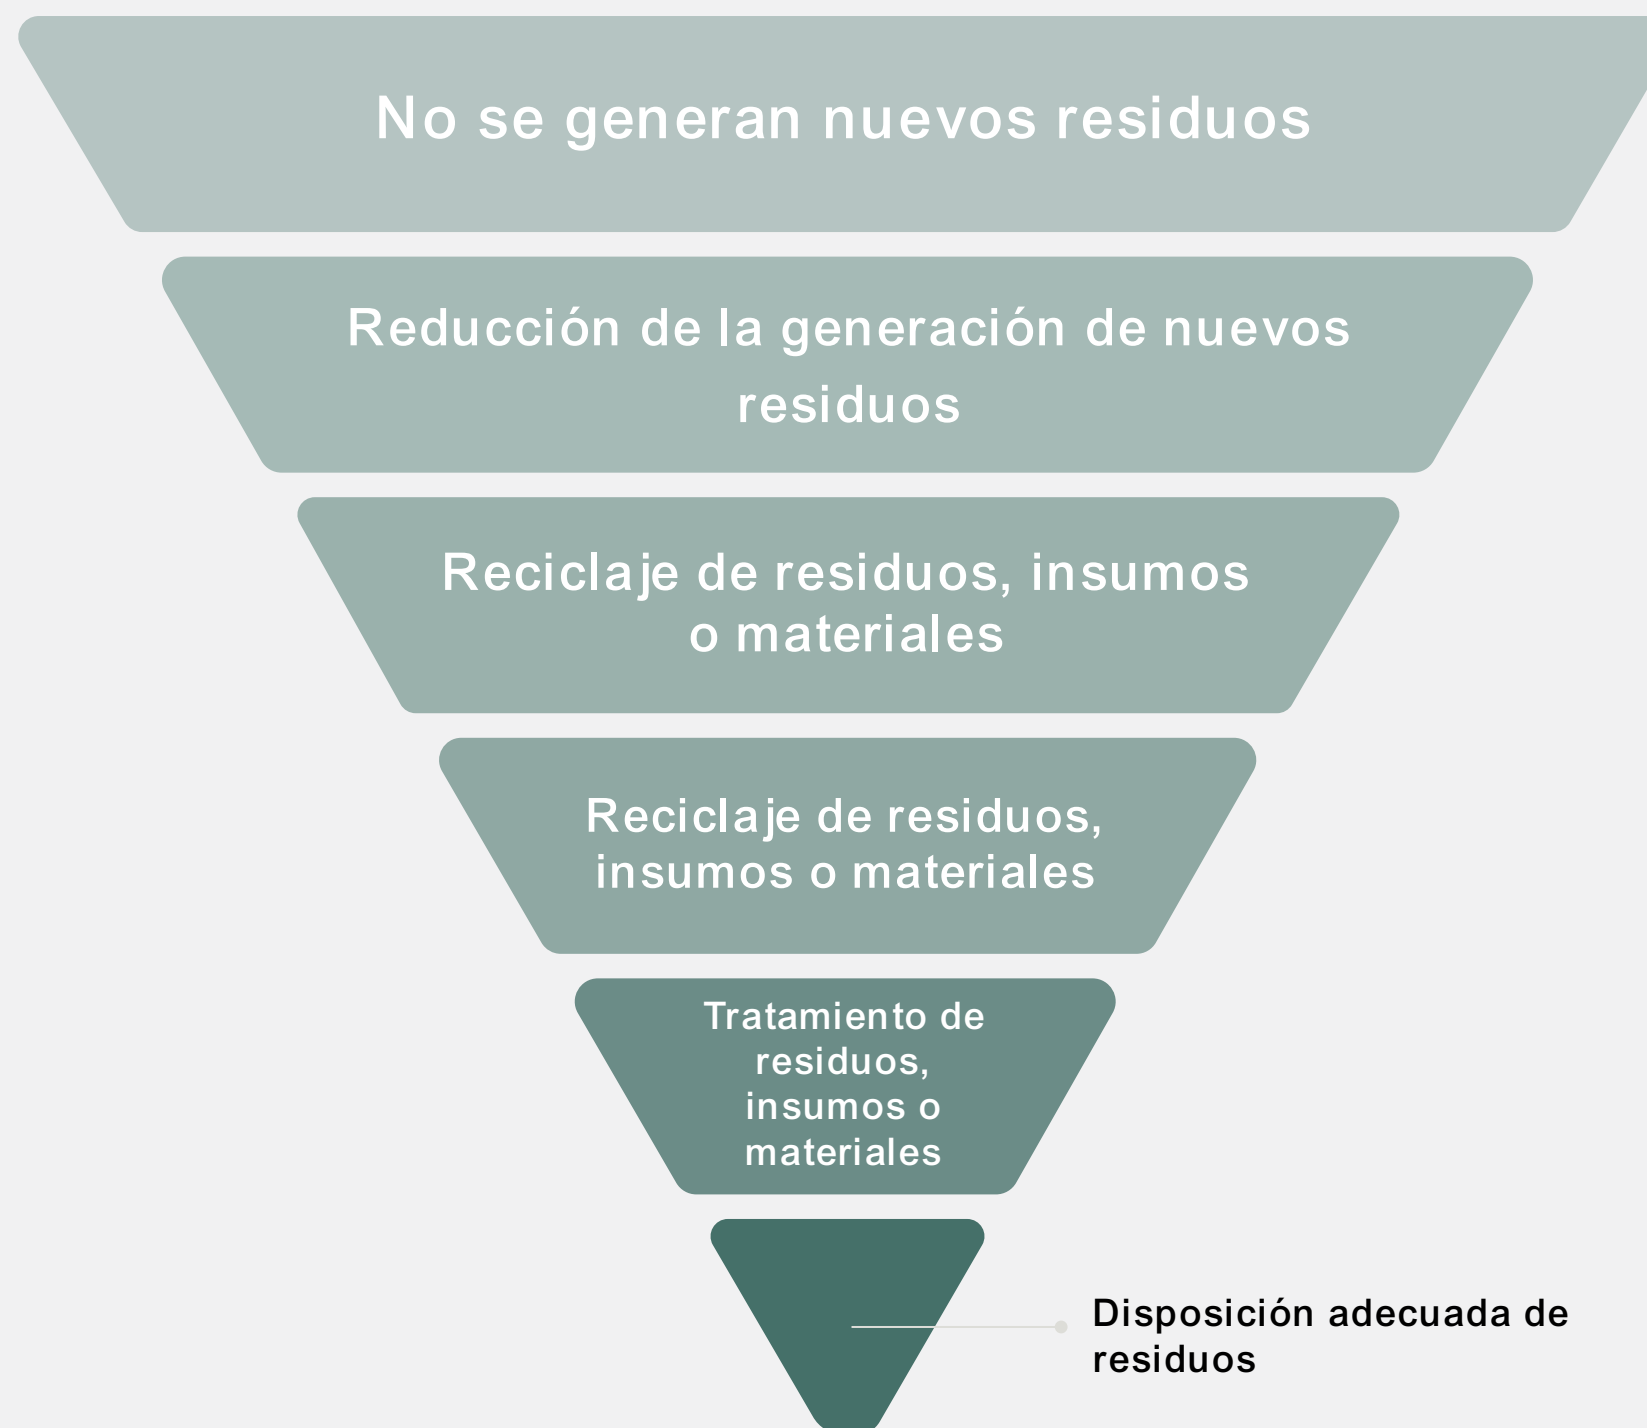 No se generan nuevos residuos
Reducción de la generación de nuevos
residuos
Reciclaje de residuos, insumos
o materiales
Reciclaje de residuos,
insumos o materiales
Tratamiento de
residuos,
insumos o
materiales
Disposición adecuada de
residuos